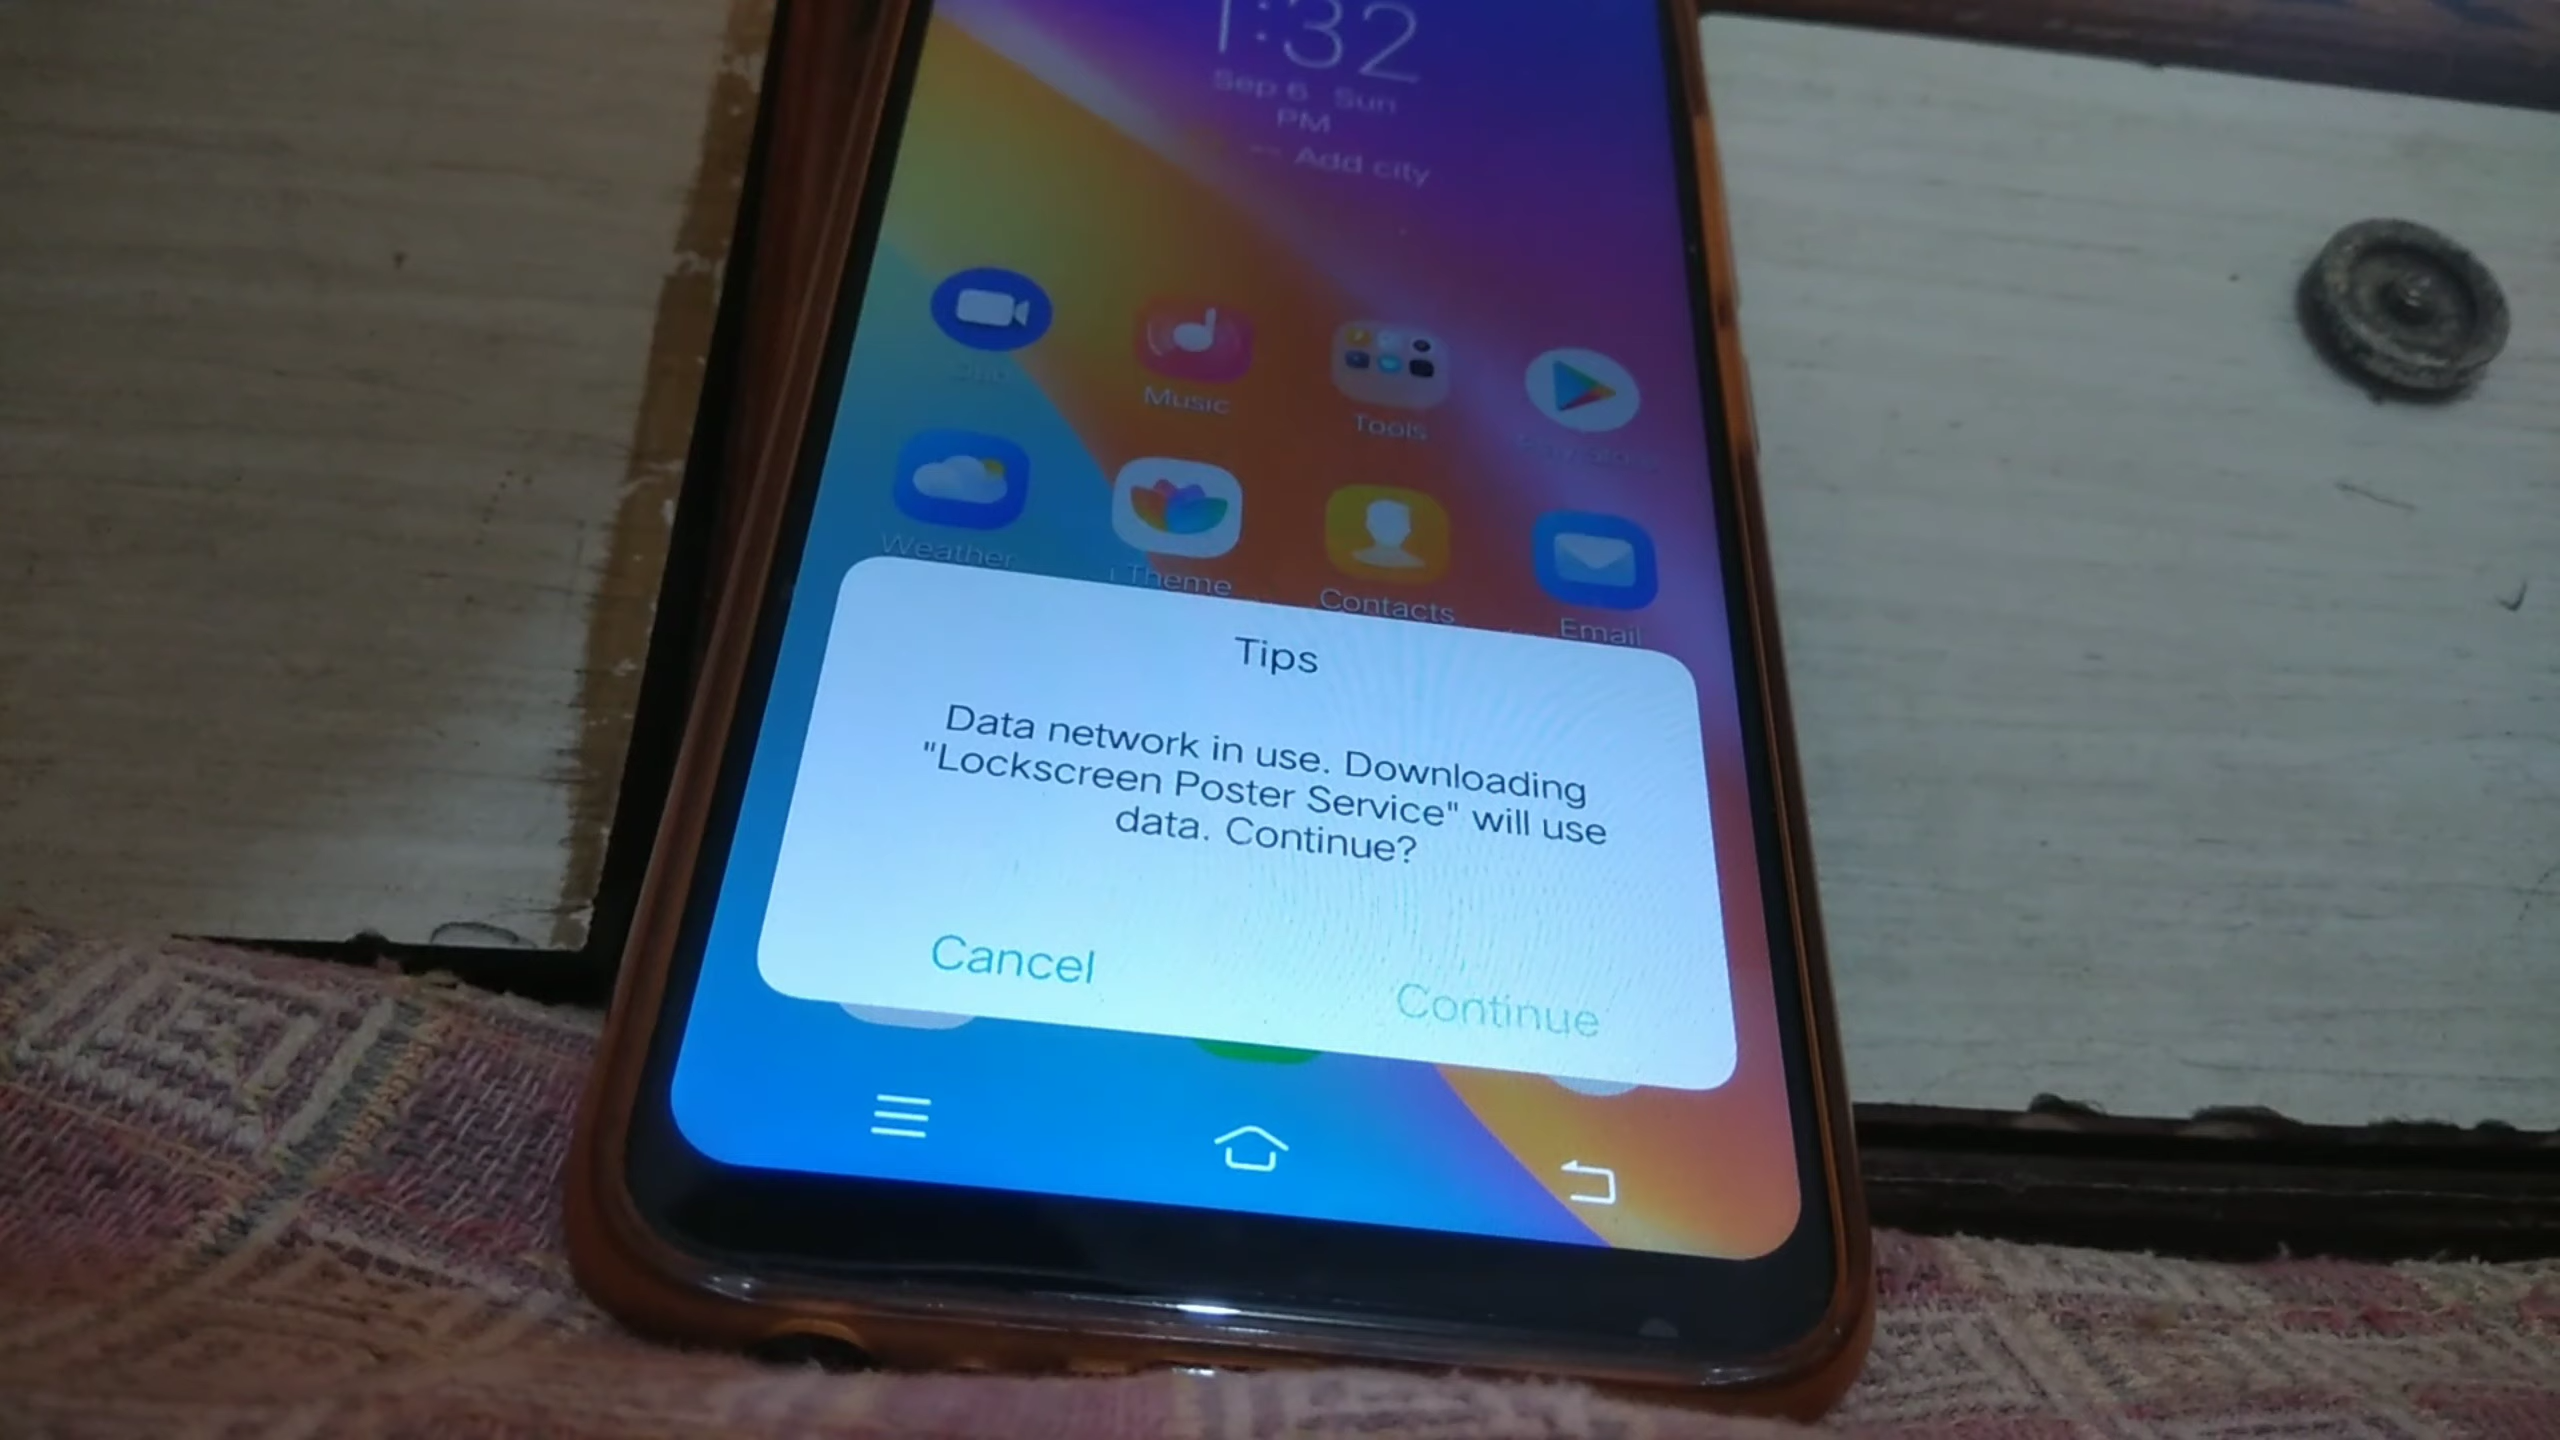 1:32
Sep 6 Sun
PM
-- Add city
Music
Tools
Weather
i Theme
Contacts
Email
Tips
Data network in use. Downloading
"Lockscreen Poster Service" will use
data. Continue?
Cancel
Continue